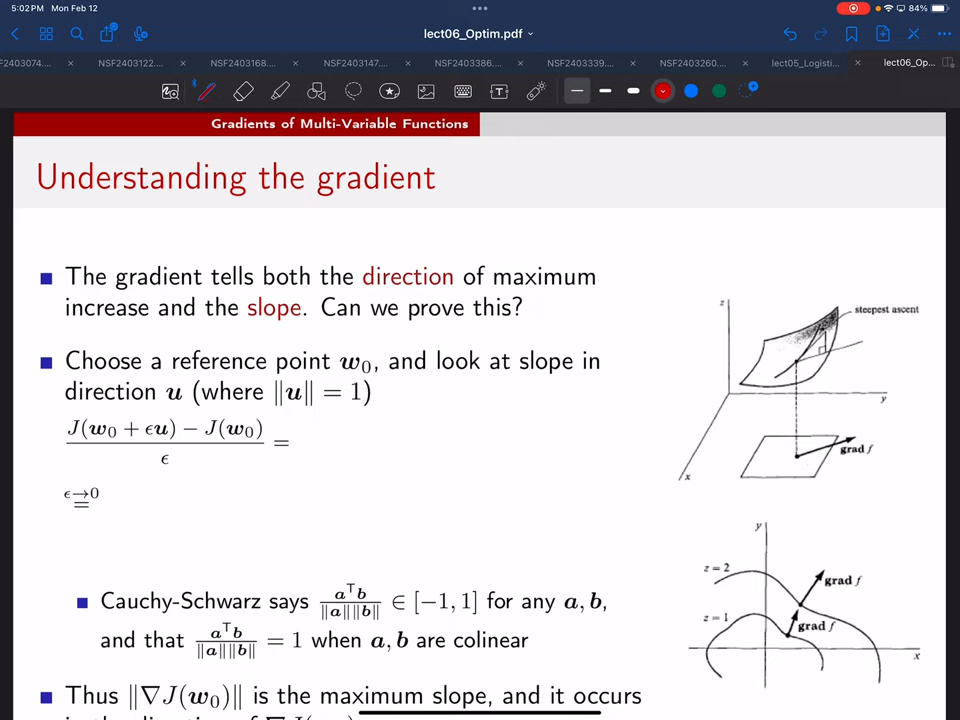 5:02 PM Mon Feb 12
84%
lect06_Optim.pdf
NSF2403074.... NSF2403122.... NSF2403168.... NSF2403147.... NSF2403386.... NSF2403339.... NSF2403260.... lect05_Logisti... lect06_Op...
Gradients of Multi-Variable Functions
Understanding the gradient
The gradient tells both the direction of maximum
increase and the slope. Can we prove this?
Choose a reference point w₀, and look at slope in
direction u (where ‖u‖ = 1)
J(w₀ + ϵu) − J(w₀)
ϵ
=
ϵ→0
=
Cauchy-Schwarz says aᵀb / ‖a‖‖b‖ ∈ [−1, 1] for any a, b,
and that aᵀb / ‖a‖‖b‖ = 1 when a, b are colinear
Thus ‖∇J(w₀)‖ is the maximum slope, and it occurs
z
steepest ascent
y
grad f
x
y
z = 2
grad f
z = 1
grad f
x